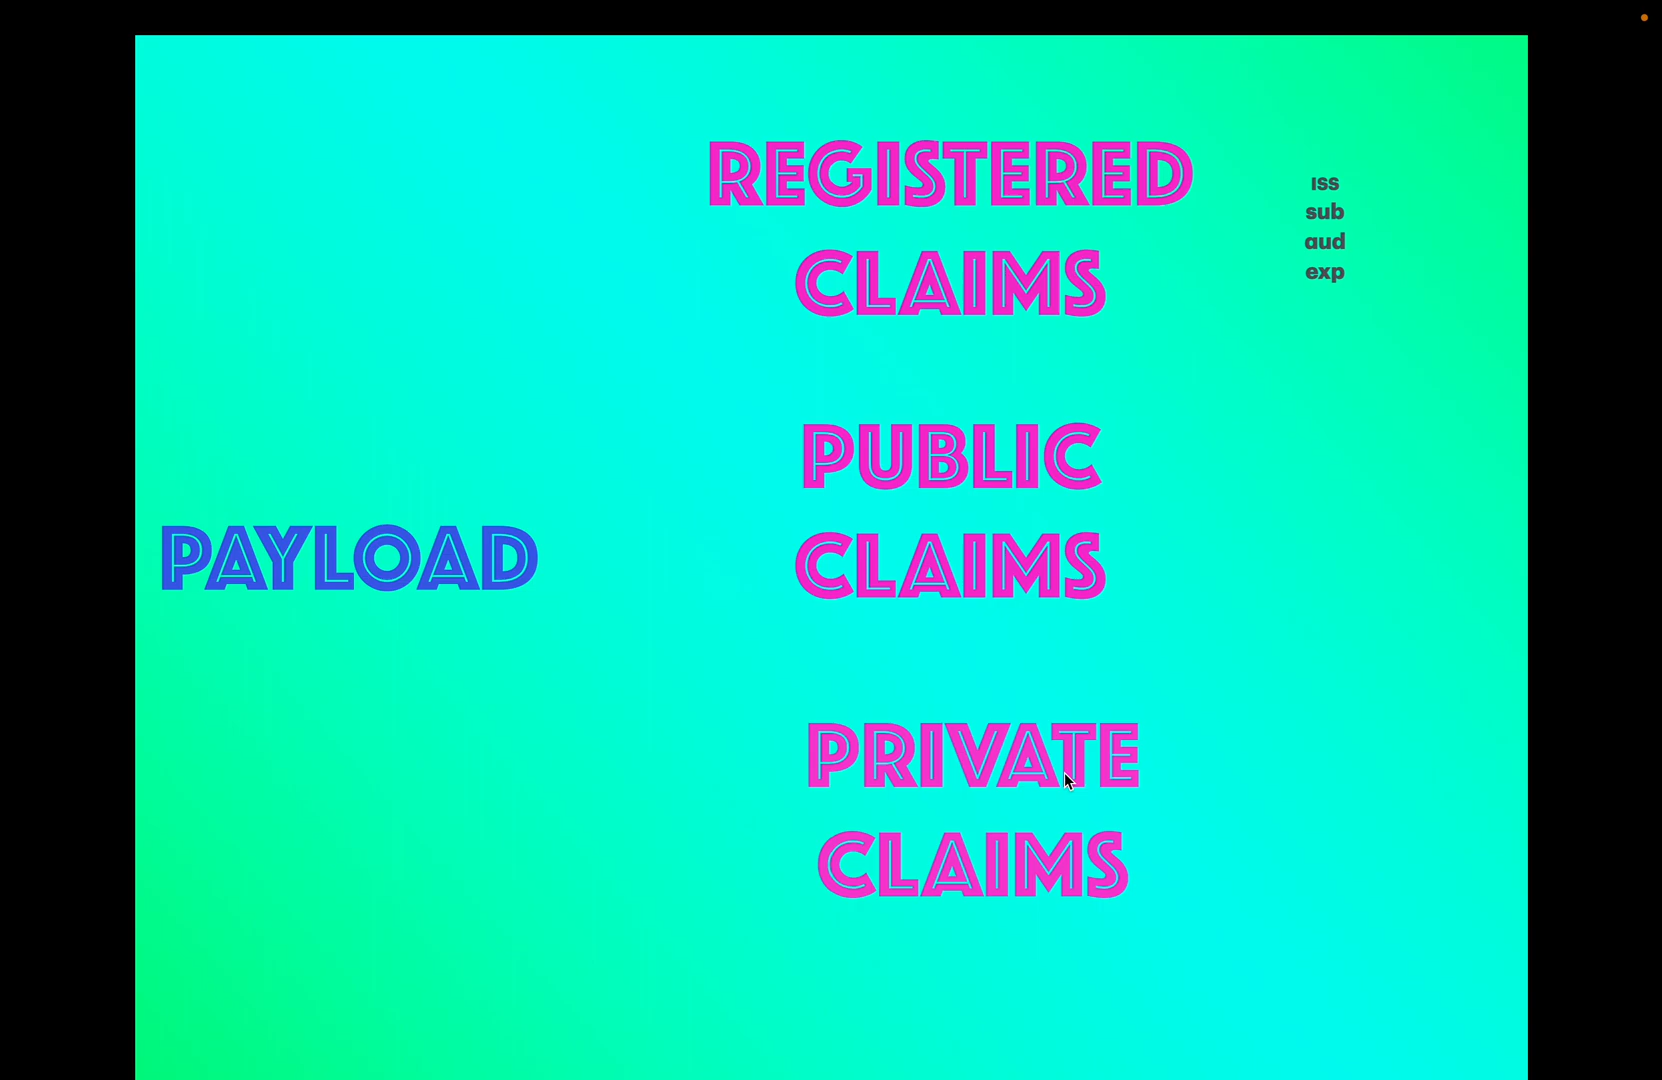 PAYLOAD
REGISTERED
CLAIMS
iss
sub
aud
exp
PUBLIC
CLAIMS
PRIVATE
CLAIMS